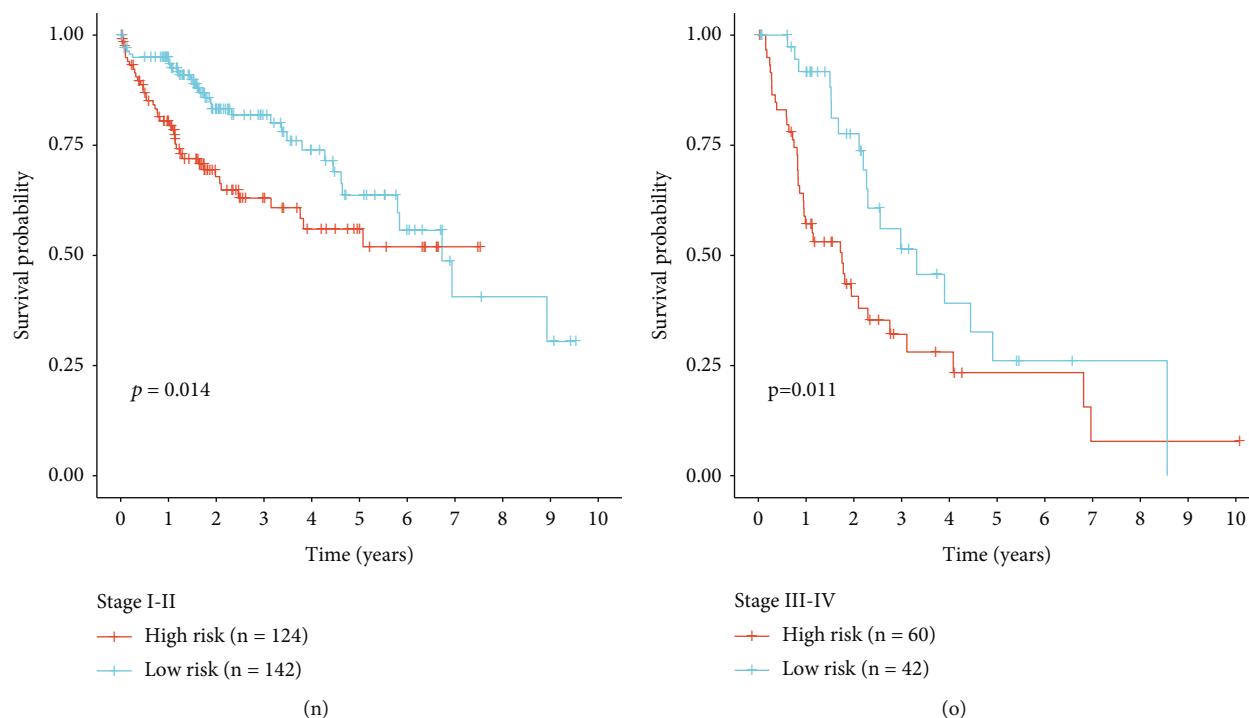 1.00
0.75
0.50
0.25
0.00
Survival probability
p = 0.014
0 1 2 3 4 5 6 7 8 9 10
Time (years)
Stage I-II
High risk (n = 124)
Low risk (n = 142)
(n)
1.00
0.75
0.50
0.25
0.00
Survival probability
p=0.011
0 1 2 3 4 5 6 7 8 9 10
Time (years)
Stage III-IV
High risk (n = 60)
Low risk (n = 42)
(o)